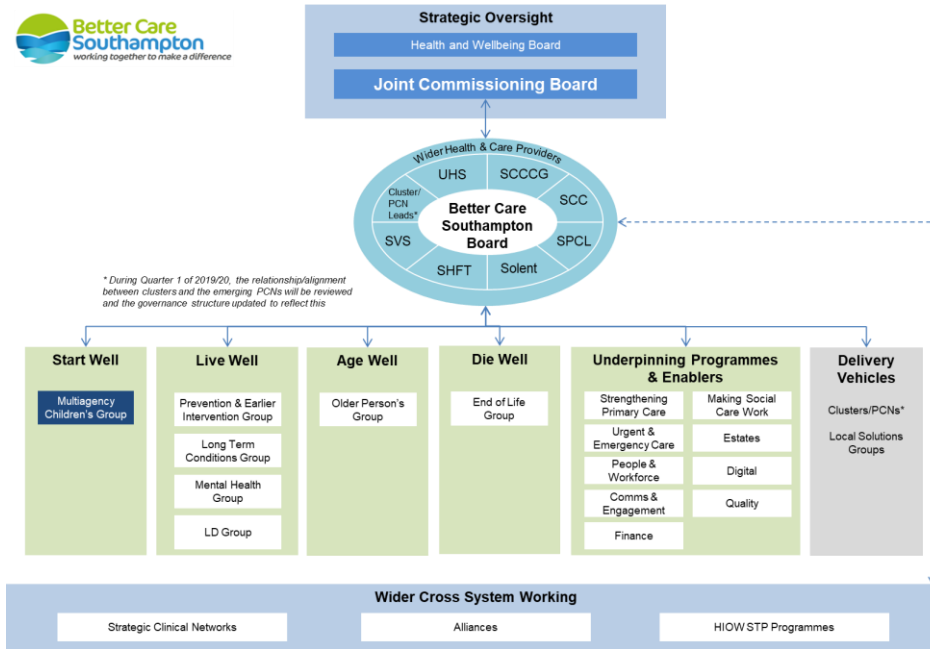 Better Care
Southampton
working together to make a difference
Strategic Oversight
Health and Wellbeing Board
Joint Commissioning Board
Wider Health & Care Providers
UHS
SCCCG
Cluster/
PCN
Leads*
SCC
SVS
SPCL
SHFT
Solent
Better Care
Southampton
Board
* During Quarter 1 of 2019/20, the relationship/alignment
between clusters and the emerging PCNs will be reviewed
and the governance structure updated to reflect this
Start Well
Multiagency
Children's Group
Live Well
Prevention & Earlier
Intervention Group
Long Term
Conditions Group
Mental Health
Group
LD Group
Age Well
Older Person's
Group
Die Well
End of Life
Group
Underpinning Programmes
& Enablers
Strengthening
Primary Care
Urgent &
Emergency Care
People &
Workforce
Comms &
Engagement
Finance
Making Social
Care Work
Estates
Digital
Quality
Delivery
Vehicles
Clusters/PCNs*
Local Solutions
Groups
Wider Cross System Working
Strategic Clinical Networks
Alliances
HIOW STP Programmes